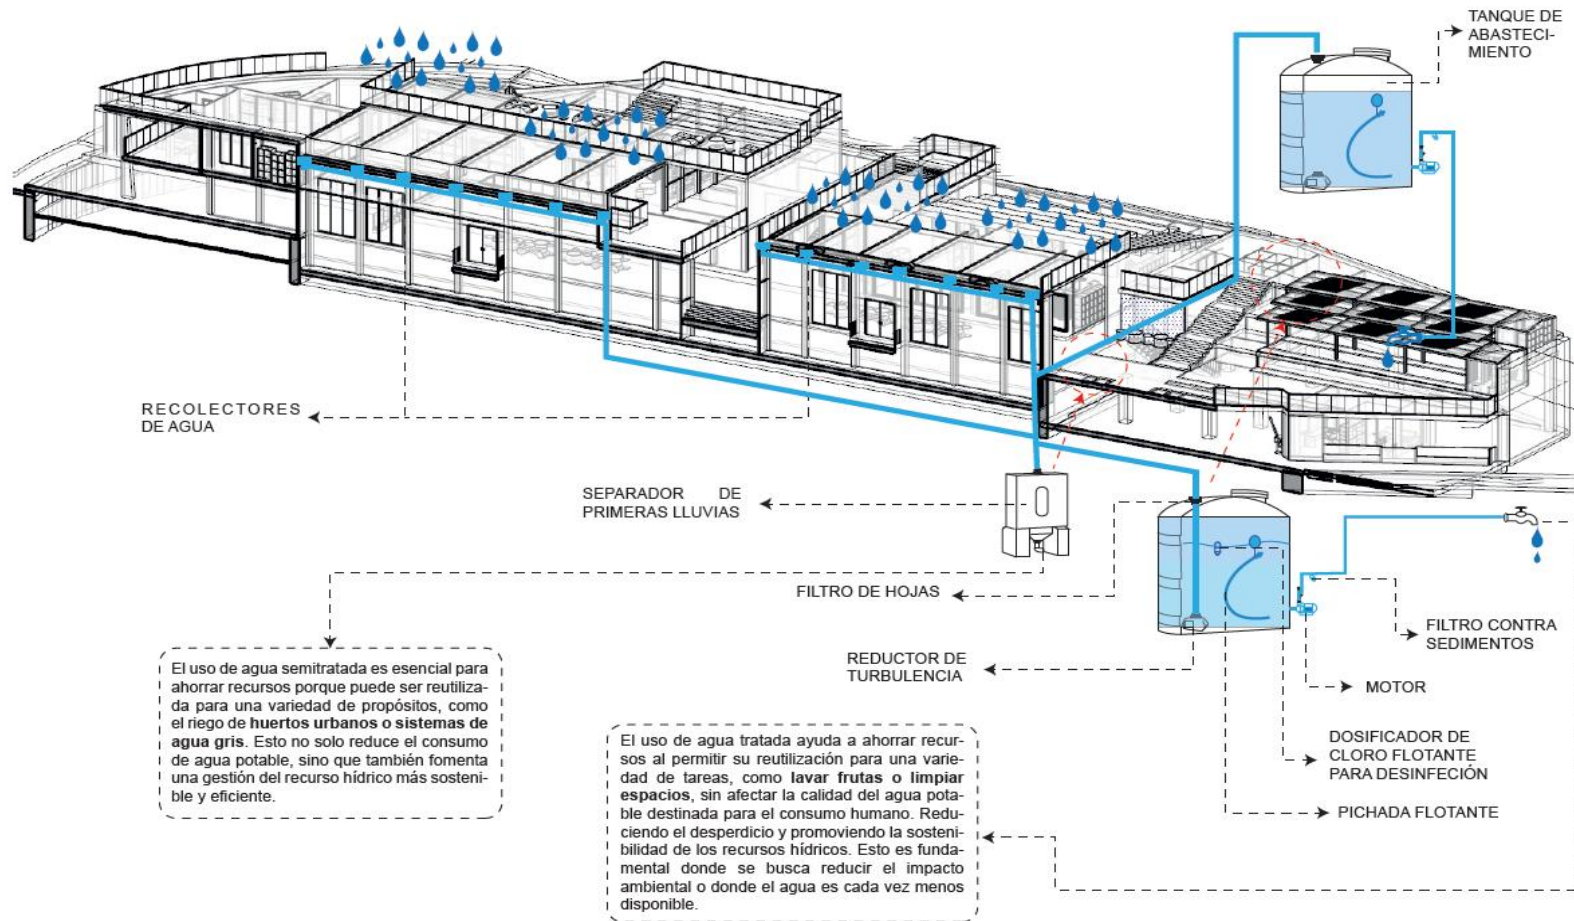 TANQUE DE
ABASTECI-
MIENTO
RECOLECTORES
DE AGUA
SEPARADOR DE
PRIMERAS LLUVIAS
FILTRO DE HOJAS
REDUCTOR DE
TURBULENCIA
FILTRO CONTRA
SEDIMENTOS
MOTOR
DOSIFICADOR DE
CLORO FLOTANTE
PARA DESINFECIÓN
PICHADA FLOTANTE
El uso de agua semitratada es esencial para
ahorrar recursos porque puede ser reutiliza-
da para una variedad de propósitos, como
el riego de huertos urbanos o sistemas de
agua gris. Esto no solo reduce el consumo
de agua potable, sino que también fomenta
una gestión del recurso hídrico más sosteni-
ble y eficiente.
El uso de agua tratada ayuda a ahorrar recur-
sos al permitir su reutilización para una varie-
dad de tareas, como lavar frutas o limpiar
espacios, sin afectar la calidad del agua pota-
ble destinada para el consumo humano. Redu-
ciendo el desperdicio y promoviendo la sosteni-
bilidad de los recursos hídricos. Esto es funda-
mental donde se busca reducir el impacto
ambiental o donde el agua es cada vez menos
disponible.